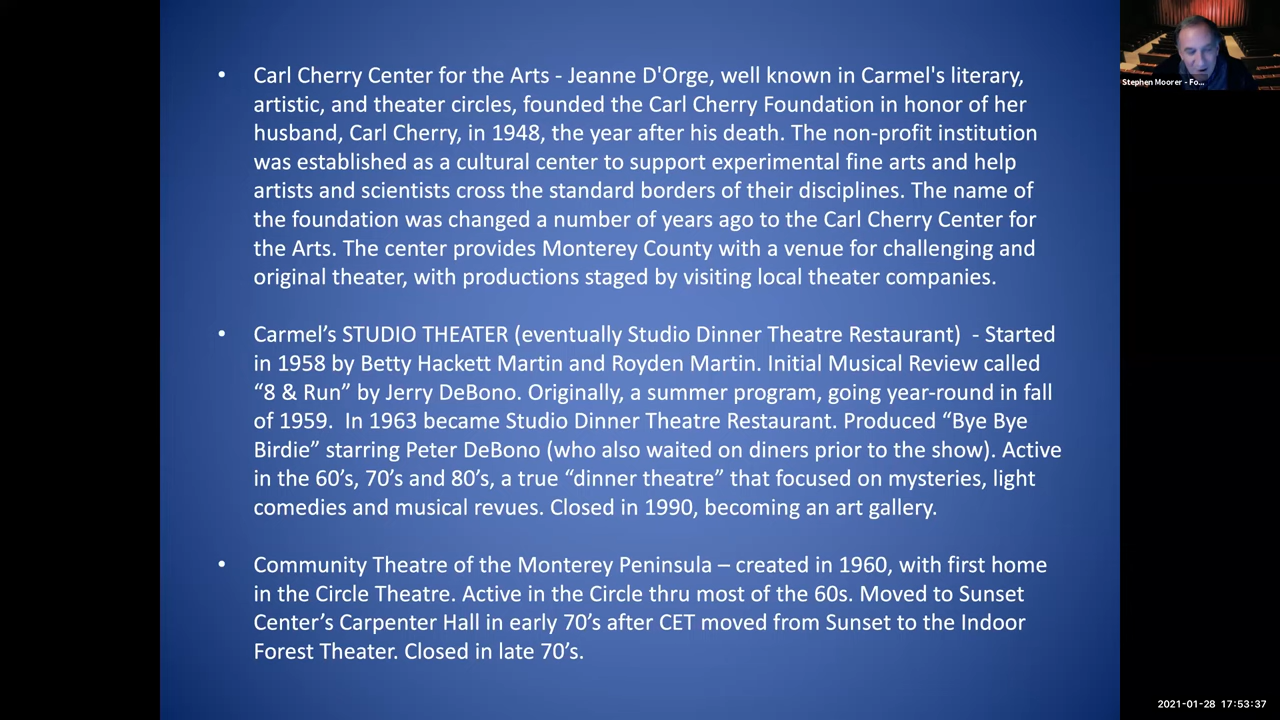 • Carl Cherry Center for the Arts - Jeanne D'Orge, well known in Carmel's literary,
artistic, and theater circles, founded the Carl Cherry Foundation in honor of her
husband, Carl Cherry, in 1948, the year after his death. The non-profit institution
was established as a cultural center to support experimental fine arts and help
artists and scientists cross the standard borders of their disciplines. The name of
the foundation was changed a number of years ago to the Carl Cherry Center for
the Arts. The center provides Monterey County with a venue for challenging and
original theater, with productions staged by visiting local theater companies.
• Carmel’s STUDIO THEATER (eventually Studio Dinner Theatre Restaurant) - Started
in 1958 by Betty Hackett Martin and Royden Martin. Initial Musical Review called
“8 & Run” by Jerry DeBono. Originally, a summer program, going year-round in fall
of 1959. In 1963 became Studio Dinner Theatre Restaurant. Produced “Bye Bye
Birdie” starring Peter DeBono (who also waited on diners prior to the show). Active
in the 60’s, 70’s and 80’s, a true “dinner theatre” that focused on mysteries, light
comedies and musical revues. Closed in 1990, becoming an art gallery.
• Community Theatre of the Monterey Peninsula – created in 1960, with first home
in the Circle Theatre. Active in the Circle thru most of the 60s. Moved to Sunset
Center’s Carpenter Hall in early 70’s after CET moved from Sunset to the Indoor
Forest Theater. Closed in late 70’s.
Stephen Moorer - Fo...
2021-01-28 17:53:37